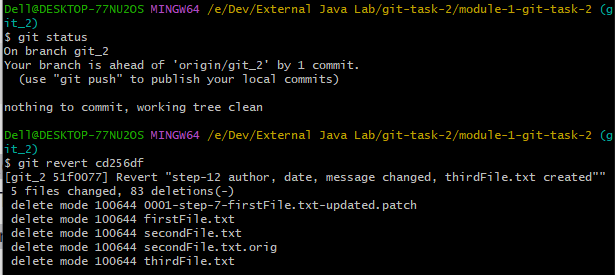 Dell@DESKTOP-77NU2OS MINGW64 /e/Dev/External Java Lab/git-task-2/module-1-git-task-2 (g
it_2)
$ git status
On branch git_2
Your branch is ahead of 'origin/git_2' by 1 commit.
  (use "git push" to publish your local commits)

nothing to commit, working tree clean

Dell@DESKTOP-77NU2OS MINGW64 /e/Dev/External Java Lab/git-task-2/module-1-git-task-2 (g
it_2)
$ git revert cd256df
[git_2 51f0077] Revert "step-12 author, date, message changed, thirdFile.txt created""
 5 files changed, 83 deletions(-)
 delete mode 100644 0001-step-7-firstFile.txt-updated.patch
 delete mode 100644 firstFile.txt
 delete mode 100644 secondFile.txt
 delete mode 100644 secondFile.txt.orig
 delete mode 100644 thirdFile.txt